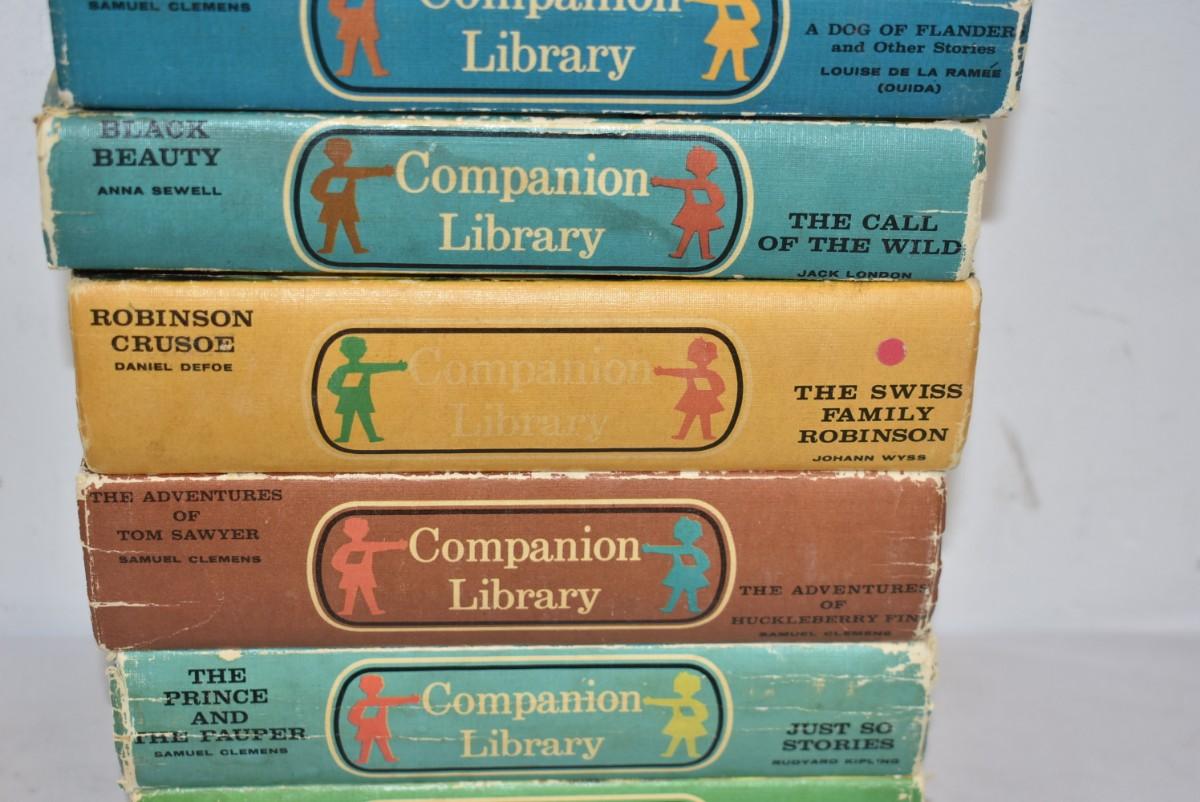 SAMUEL CLEMENS
Companion
Library
A DOG OF FLANDER
and Other Stories
LOUISE DE LA RAMÉE
(OUIDA)
BLACK
BEAUTY
ANNA SEWELL
Companion
Library
THE CALL
OF THE WILD
JACK LONDON
ROBINSON
CRUSOE
DANIEL DEFOE
Companion
Library
THE SWISS
FAMILY
ROBINSON
JOHANN WYSS
THE ADVENTURES
OF
TOM SAWYER
SAMUEL CLEMENS
Companion
Library
THE ADVENTURES
OF
HUCKLEBERRY FIN
SAMUEL CLEMENS
THE
PRINCE
AND
THE PAUPER
SAMUEL CLEMENS
Companion
Library
JUST SO
STORIES
RUDYARD KIPLING